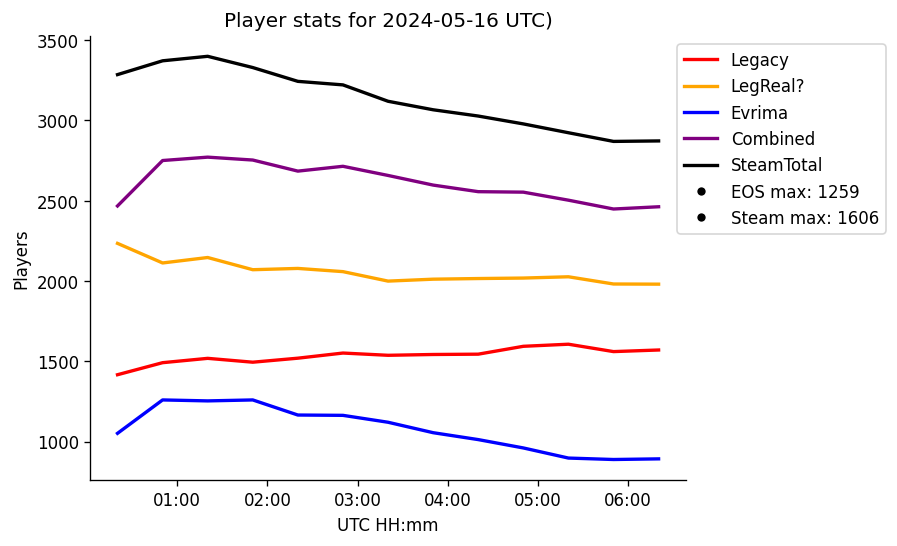 Player stats for 2024-05-16 UTC)
3500
3000
2500
2000
1500
1000
Players
01:00 02:00 03:00 04:00 05:00 06:00
UTC HH:mm
Legacy
LegReal?
Evrima
Combined
SteamTotal
EOS max: 1259
Steam max: 1606